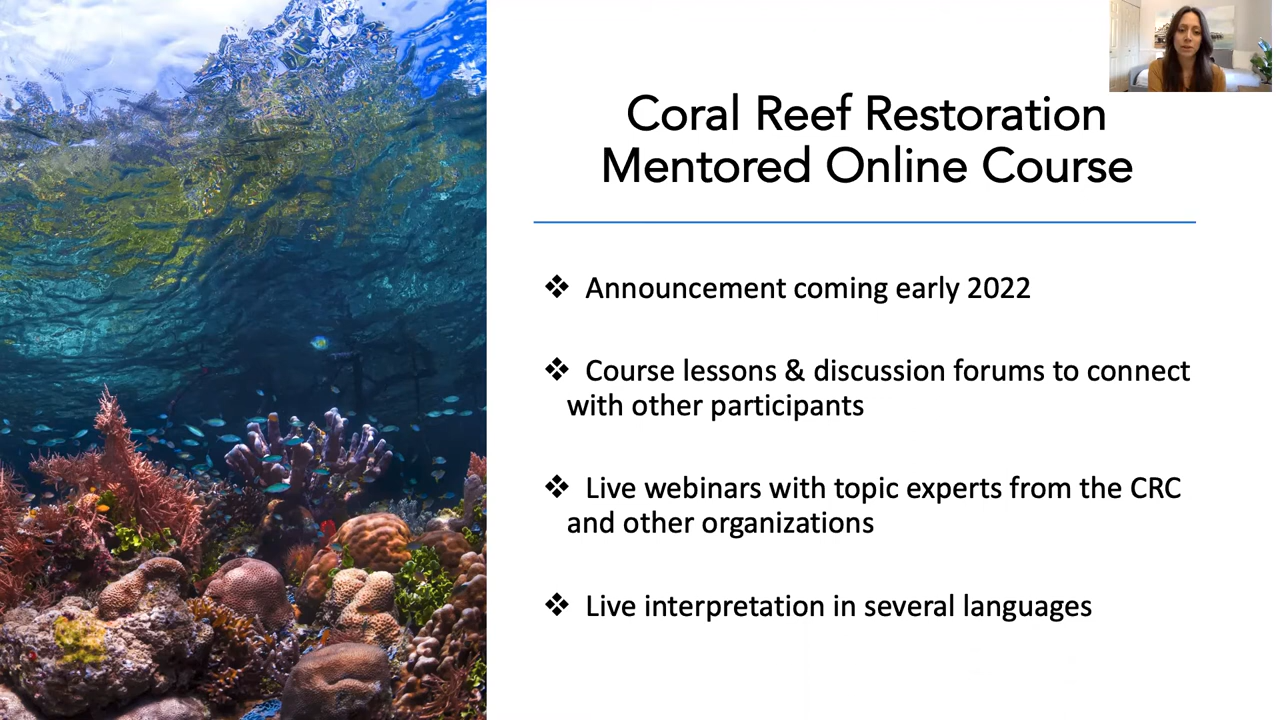 Coral Reef Restoration
Mentored Online Course
❖ Announcement coming early 2022
❖ Course lessons & discussion forums to connect
with other participants
❖ Live webinars with topic experts from the CRC
and other organizations
❖ Live interpretation in several languages